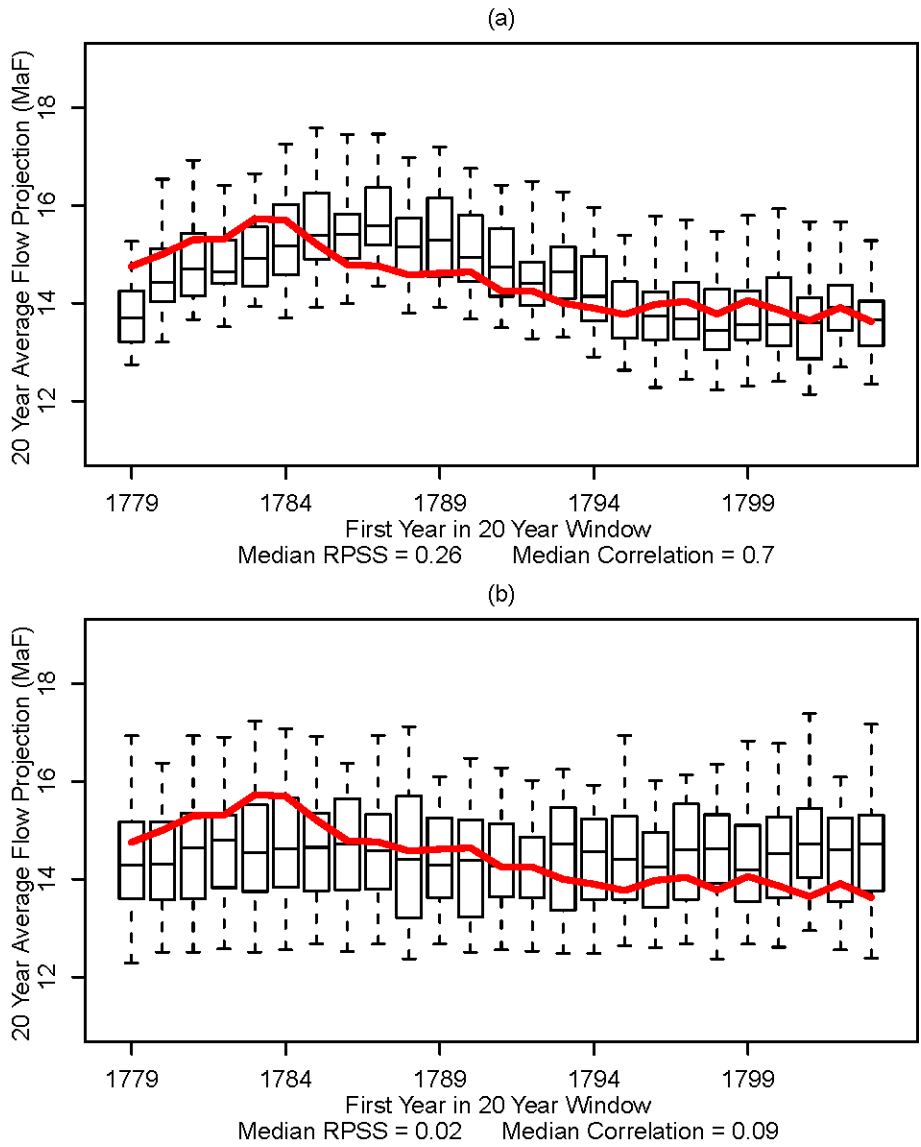 (a)
20 Year Average Flow Projection (MaF)
18
16
14
12
1779 1784 1789 1794 1799
First Year in 20 Year Window
Median RPSS = 0.26 Median Correlation = 0.7
(b)
20 Year Average Flow Projection (MaF)
18
16
14
12
1779 1784 1789 1794 1799
First Year in 20 Year Window
Median RPSS = 0.02 Median Correlation = 0.09